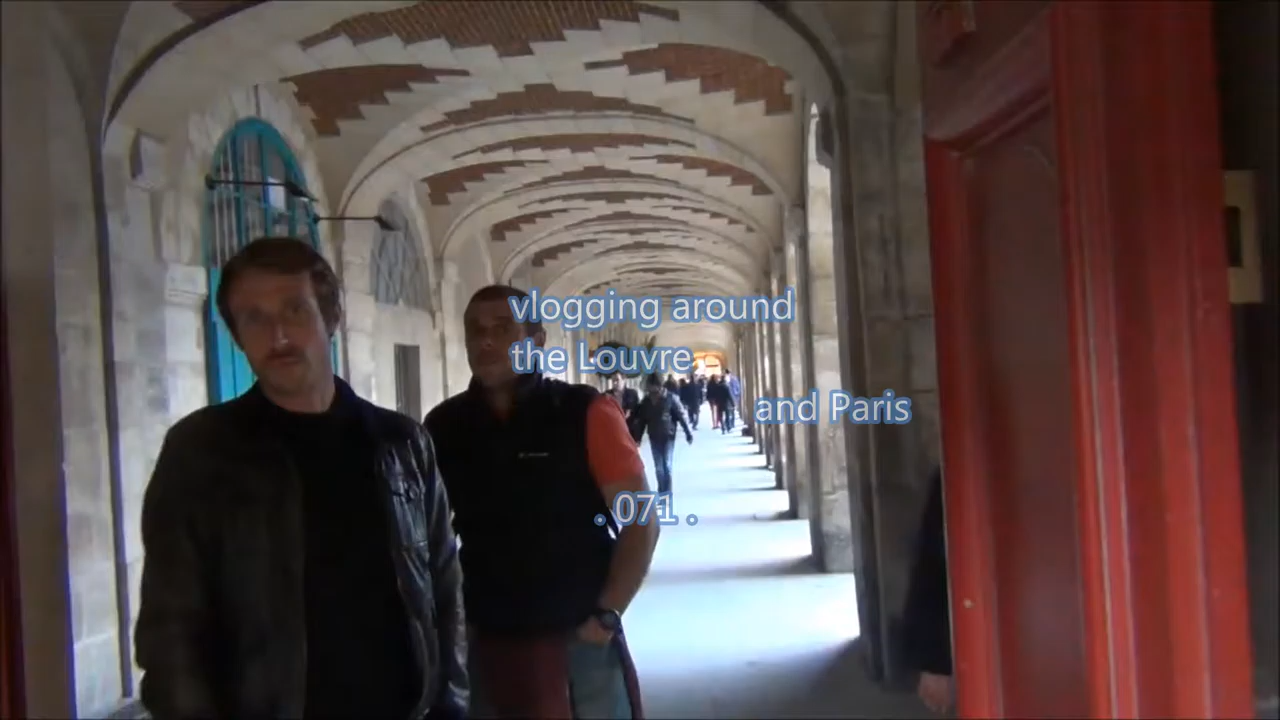 vlogging around
the Louvre
and Paris
. 071 .